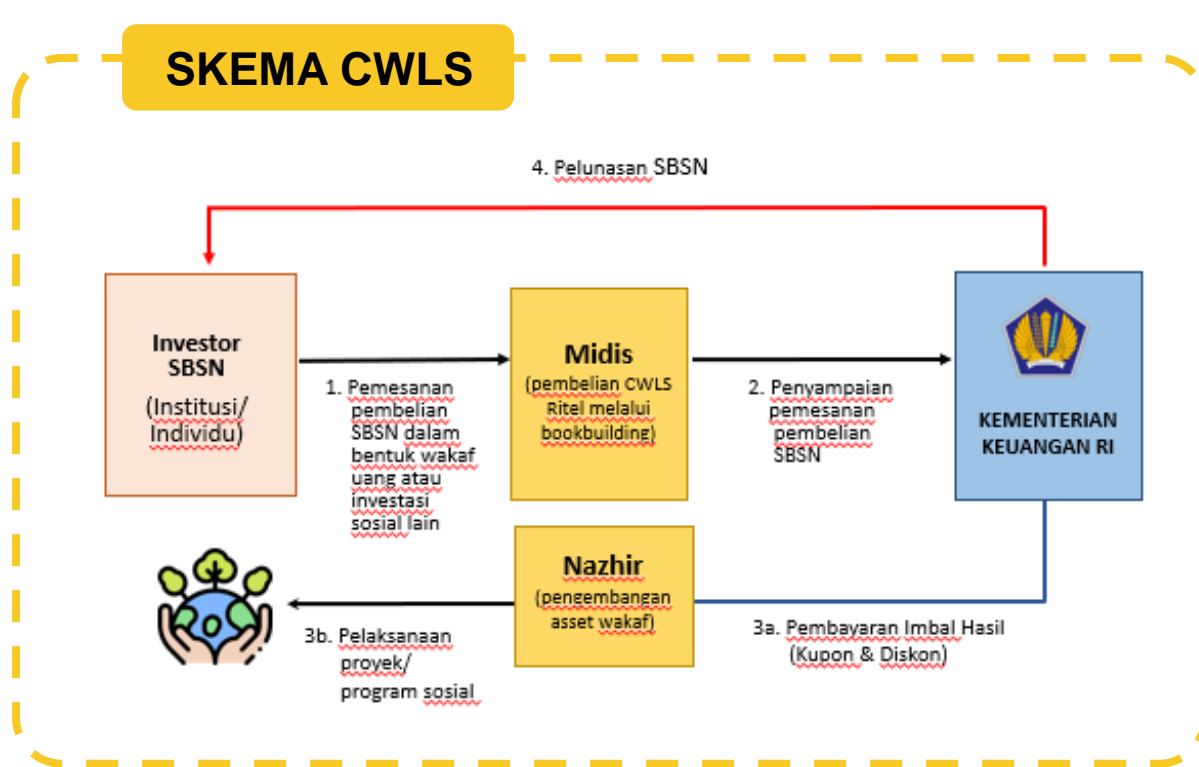 SKEMA CWLS
4. Pelunasan SBSN
Investor
SBSN
(Institusi/
Individu)
1. Pemesanan
pembelian
SBSN dalam
bentuk wakaf
uang atau
investasi
sosial lain
Midis
(pembelian CWLS
Ritel melalui
bookbuilding)
2. Penyampaian
pemesanan
pembelian
SBSN
KEMENTERIAN
KEUANGAN RI
Nazhir
(pengembangan
asset wakaf)
3a. Pembayaran Imbal Hasil
(Kupon & Diskon)
3b. Pelaksanaan
proyek/
program sosial